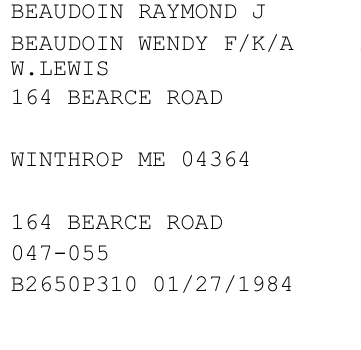 BEAUDOIN RAYMOND J
BEAUDOIN WENDY F/K/A
W.LEWIS
164 BEARCE ROAD
WINTHROP ME 04364
164 BEARCE ROAD
047-055
B2650P310 01/27/1984